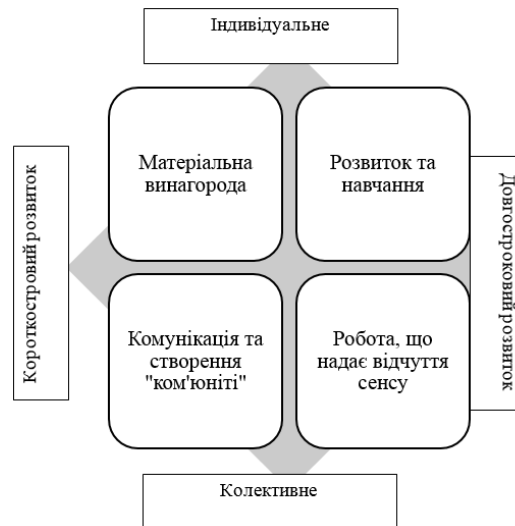 Індивідуальне
Матеріальна
винагорода
Розвиток та
навчання
Короткостровий розвиток
Довгостроковий розвиток
Комунікація та
створення
"ком'юніті"
Робота, що
надає відчуття
сенсу
Колективне